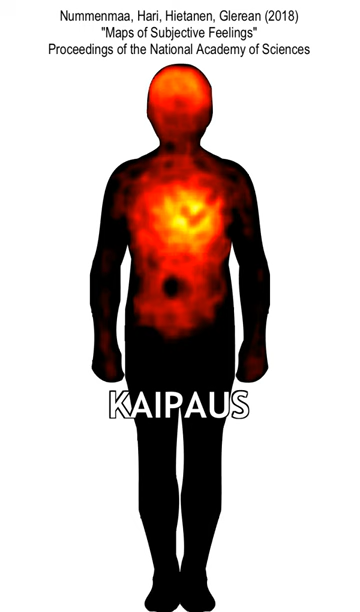 Nummenmaa, Hari, Hietanen, Glerean (2018)
"Maps of Subjective Feelings"
Proceedings of the National Academy of Sciences
KAIPAUS